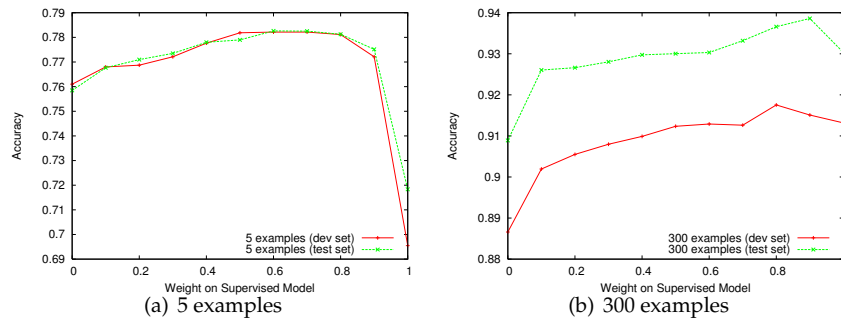 0.79
0.78
0.77
0.76
0.75
0.74
0.73
0.72
0.71
0.7
0.69
Accuracy
5 examples (dev set)
5 examples (test set)
0
0.2
0.4
0.6
0.8
1
Weight on Supervised Model
(a) 5 examples
0.94
0.93
0.92
0.91
0.9
0.89
0.88
Accuracy
300 examples (dev set)
300 examples (test set)
0
0.2
0.4
0.6
0.8
Weight on Supervised Model
(b) 300 examples